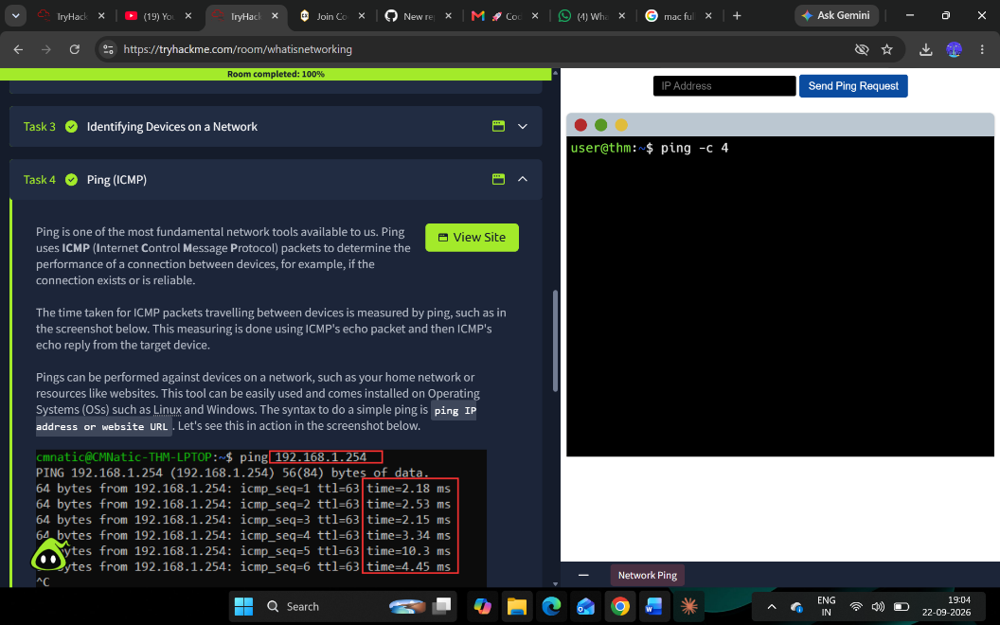 TryHack
(19) You
TryHack
Join Co
New re
Cod
(4) Wha
mac ful
Ask Gemini
https://tryhackme.com/room/whatisnetworking
Room completed: 100%
Task 3 Identifying Devices on a Network
Task 4 Ping (ICMP)
Ping is one of the most fundamental network tools available to us. Ping
uses ICMP (Internet Control Message Protocol) packets to determine the
performance of a connection between devices, for example, if the
connection exists or is reliable.
View Site
The time taken for ICMP packets travelling between devices is measured by ping, such as in
the screenshot below. This measuring is done using ICMP's echo packet and then ICMP's
echo reply from the target device.
Pings can be performed against devices on a network, such as your home network or
resources like websites. This tool can be easily used and comes installed on Operating
Systems (OSs) such as Linux and Windows. The syntax to do a simple ping is ping IP
address or website URL. Let's see this in action in the screenshot below.
cmnatic@CMNatic-THM-LPTOP:~$ ping 192.168.1.254
PING 192.168.1.254 (192.168.1.254) 56(84) bytes of data.
64 bytes from 192.168.1.254: icmp_seq=1 ttl=63 time=2.18 ms
64 bytes from 192.168.1.254: icmp_seq=2 ttl=63 time=2.53 ms
64 bytes from 192.168.1.254: icmp_seq=3 ttl=63 time=2.15 ms
64 bytes from 192.168.1.254: icmp_seq=4 ttl=63 time=3.34 ms
64 bytes from 192.168.1.254: icmp_seq=5 ttl=63 time=10.3 ms
64 bytes from 192.168.1.254: icmp_seq=6 ttl=63 time=4.45 ms
^C
IP Address
Send Ping Request
user@thm:~$ ping -c 4
Network Ping
Search
ENG
IN
19:04
22-09-2026